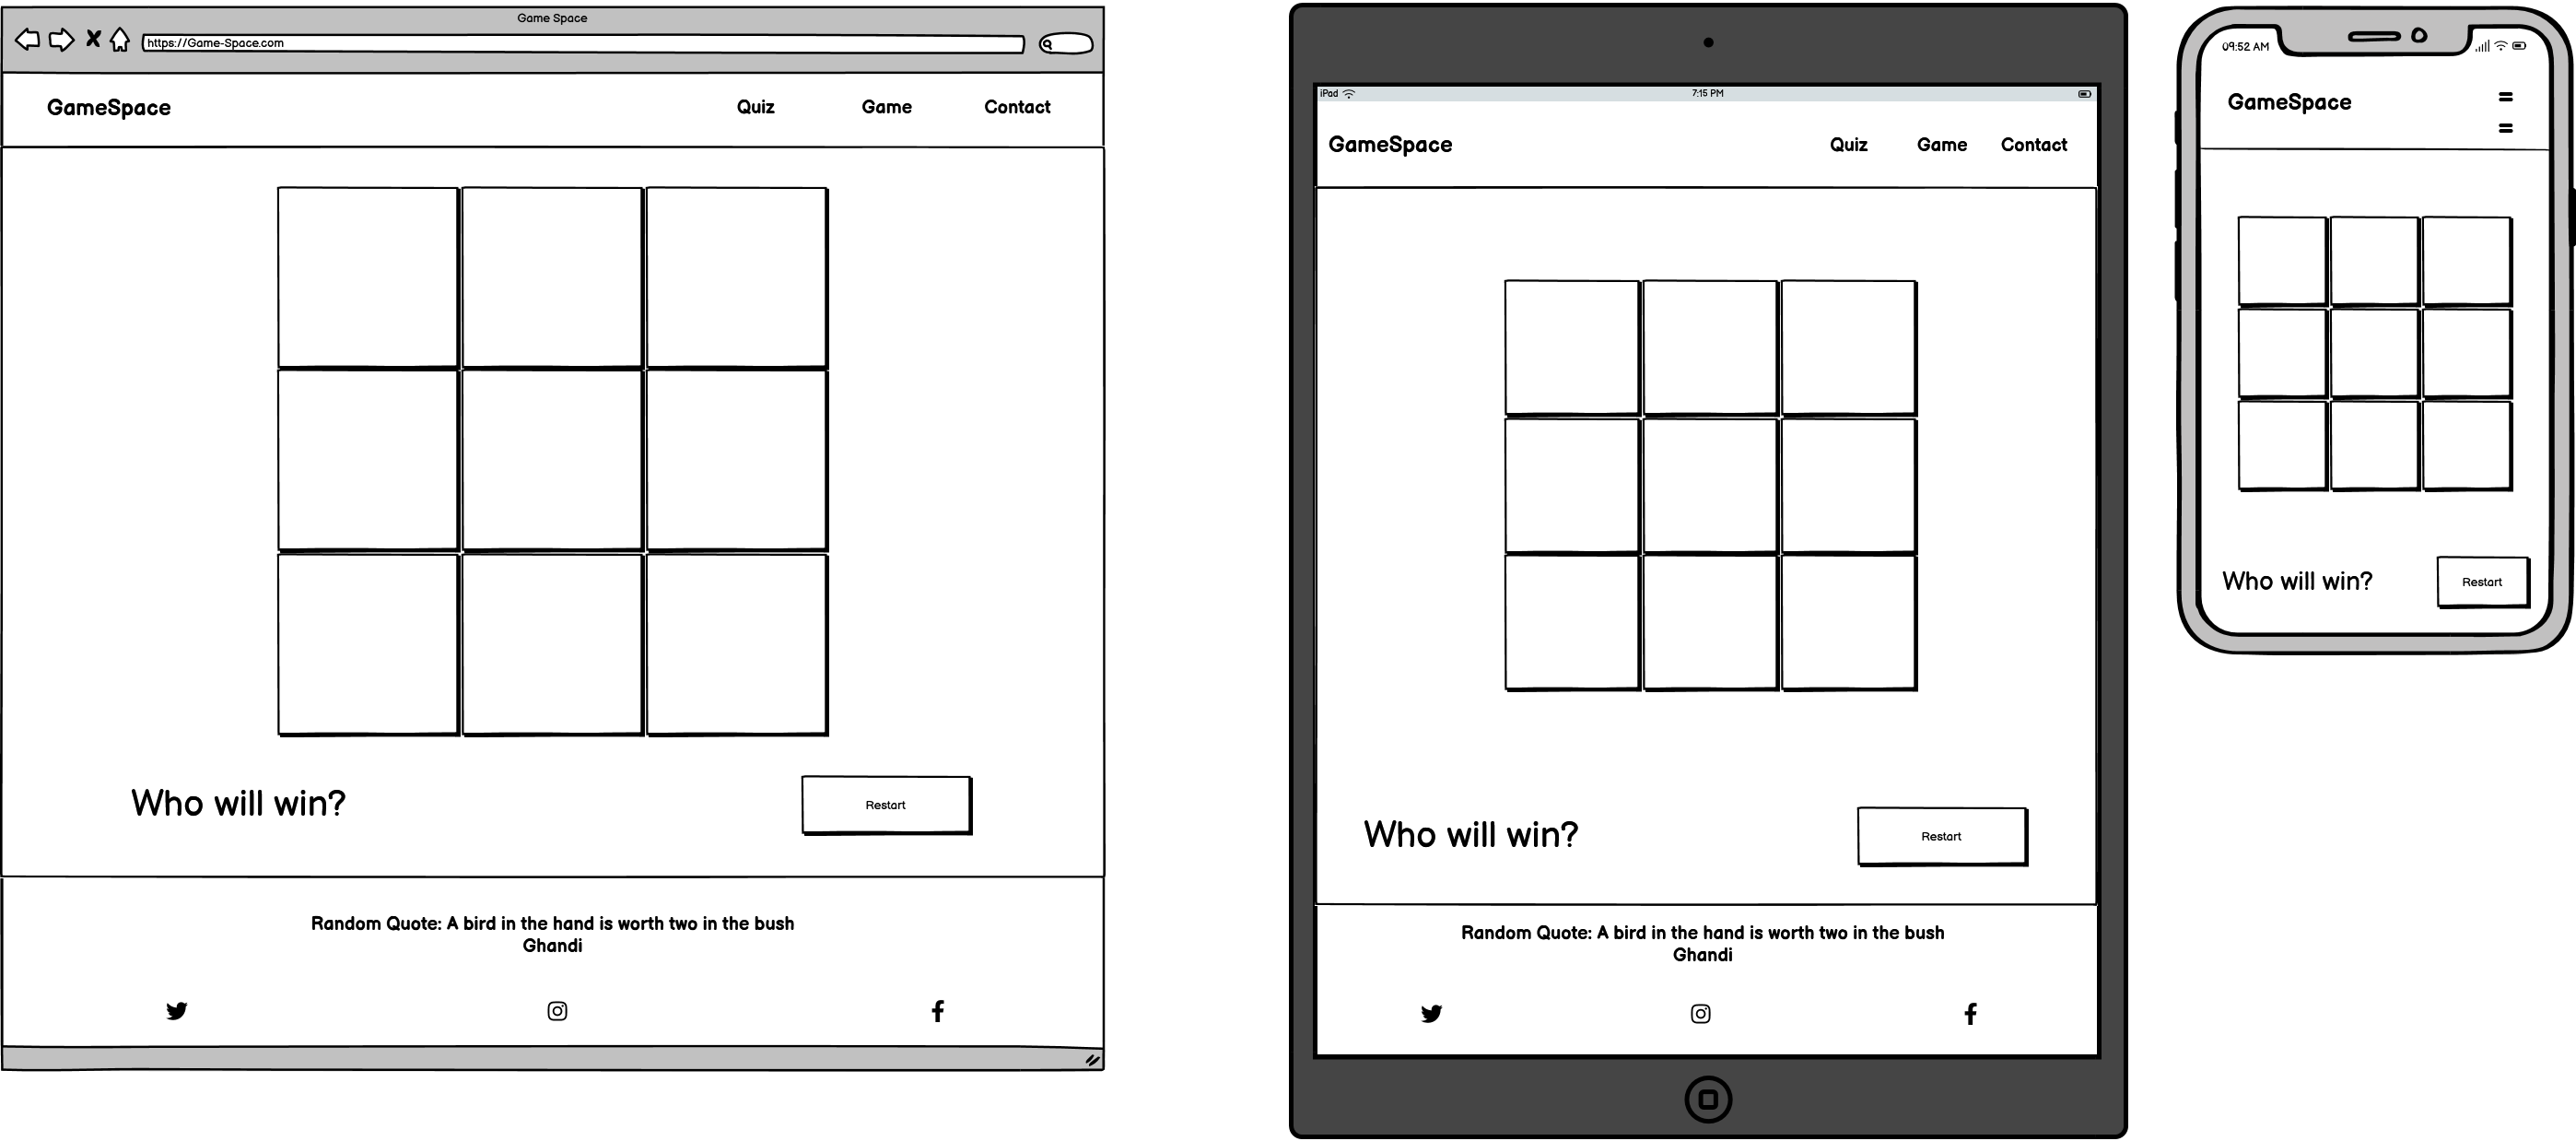 Game Space
https://Game-Space.com
GameSpace
Quiz
Game
Contact
Who will win?
Restart
Random Quote: A bird in the hand is worth two in the bush
Ghandi
iPad
7:15 PM
GameSpace
Quiz
Game
Contact
Who will win?
Restart
Random Quote: A bird in the hand is worth two in the bush
Ghandi
09:52 AM
GameSpace
Who will win?
Restart